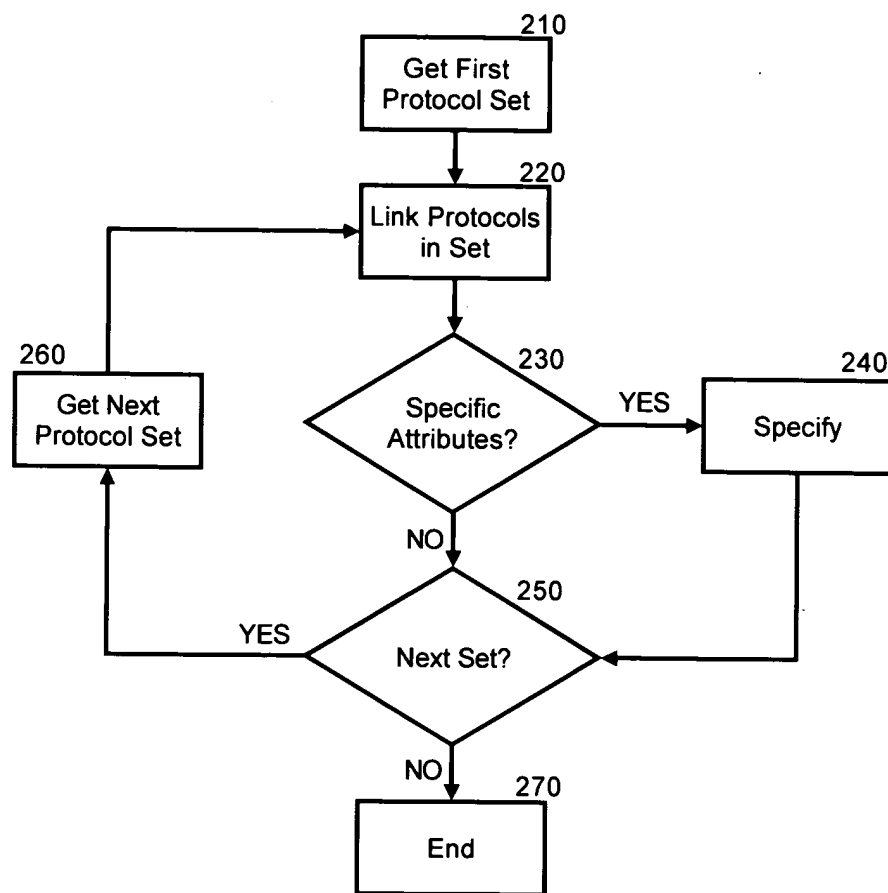 210
Get First
Protocol Set
220
Link Protocols
in Set
230
Specific
Attributes?
YES
240
Specify
260
Get Next
Protocol Set
NO
250
Next Set?
YES
NO
270
End